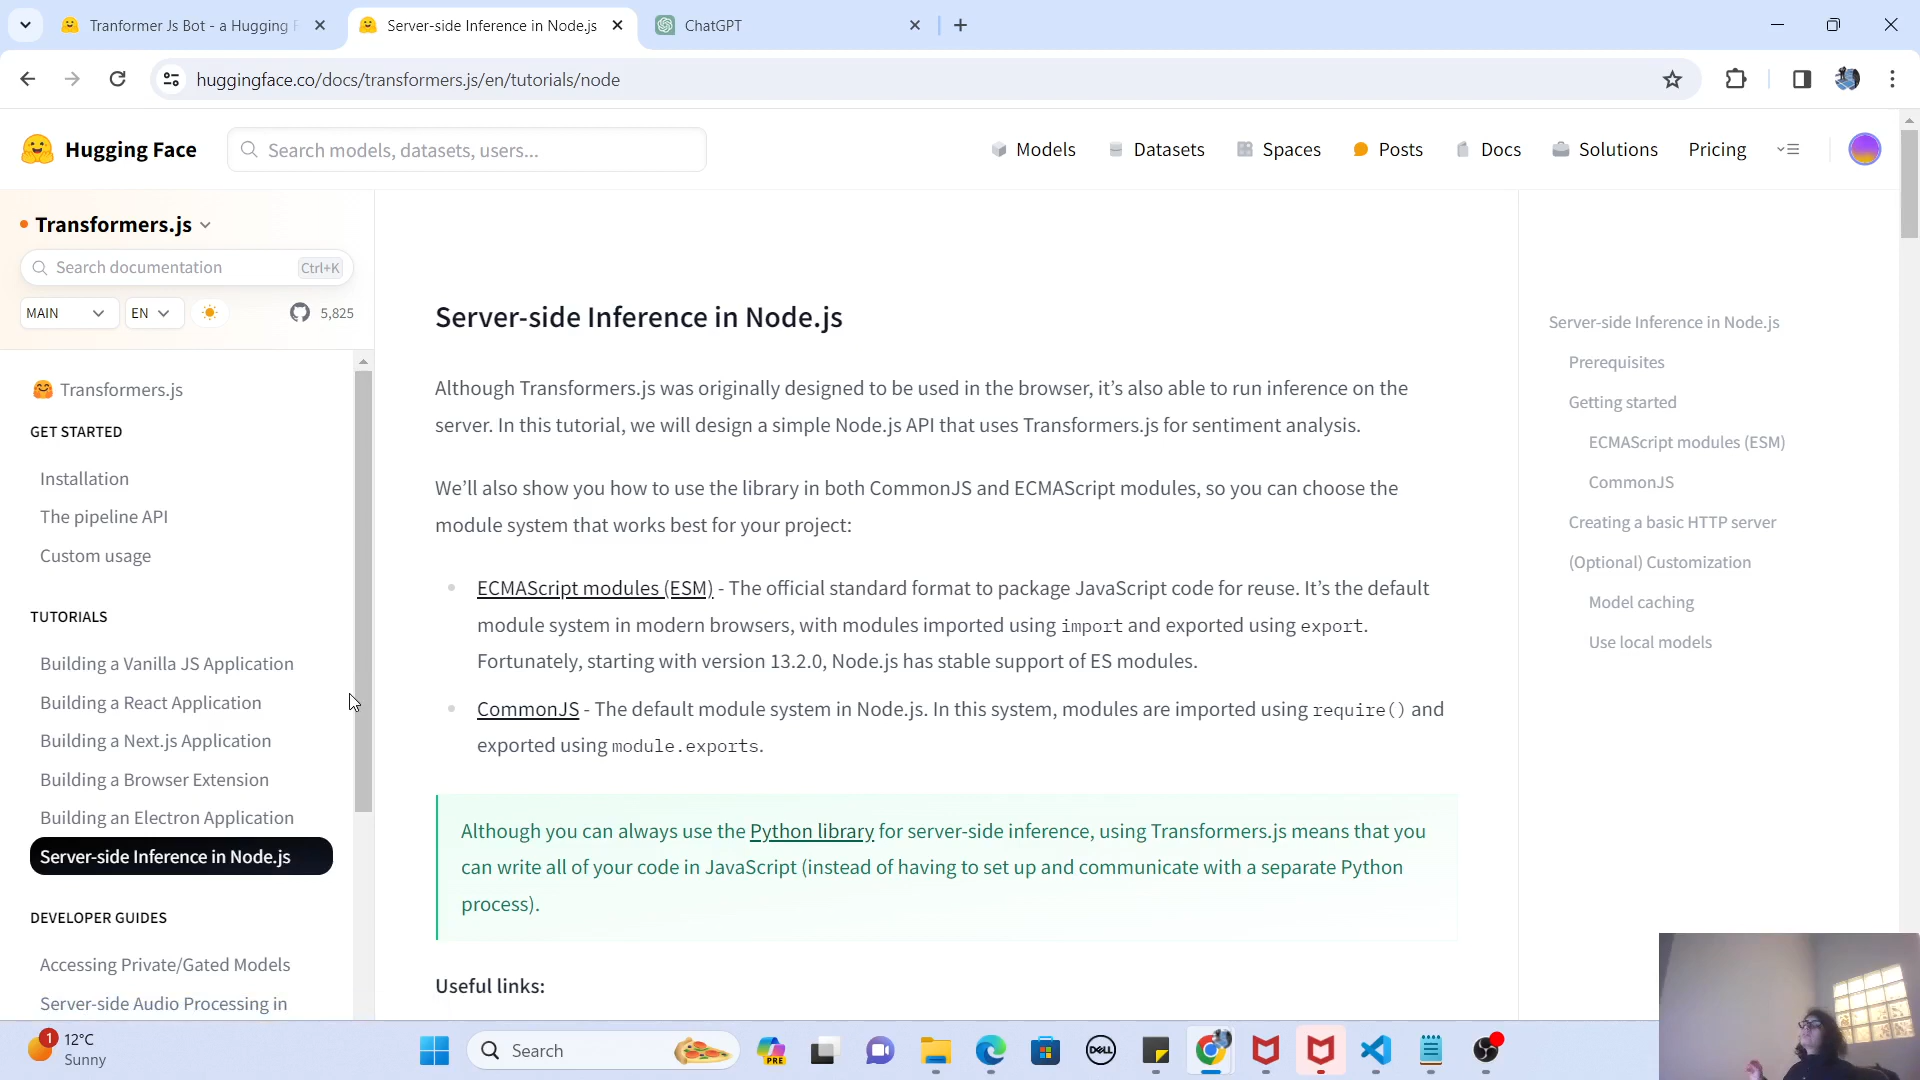 Tranformer Js Bot - a Hugging F
Server-side Inference in Node.js
ChatGPT
huggingface.co/docs/transformers.js/en/tutorials/node
Hugging Face
Search models, datasets, users...
Models
Datasets
Spaces
Posts
Docs
Solutions
Pricing
Transformers.js
Search documentation
Ctrl+K
MAIN
EN
5,825
Transformers.js
GET STARTED
Installation
The pipeline API
Custom usage
TUTORIALS
Building a Vanilla JS Application
Building a React Application
Building a Next.js Application
Building a Browser Extension
Building an Electron Application
Server-side Inference in Node.js
DEVELOPER GUIDES
Accessing Private/Gated Models
Server-side Audio Processing in
Server-side Inference in Node.js
Although Transformers.js was originally designed to be used in the browser, it’s also able to run inference on the
server. In this tutorial, we will design a simple Node.js API that uses Transformers.js for sentiment analysis.
We’ll also show you how to use the library in both CommonJS and ECMAScript modules, so you can choose the
module system that works best for your project:
ECMAScript modules (ESM) - The official standard format to package JavaScript code for reuse. It’s the default
module system in modern browsers, with modules imported using import and exported using export.
Fortunately, starting with version 13.2.0, Node.js has stable support of ES modules.
CommonJS - The default module system in Node.js. In this system, modules are imported using require() and
exported using module.exports.
Although you can always use the Python library for server-side inference, using Transformers.js means that you
can write all of your code in JavaScript (instead of having to set up and communicate with a separate Python
process).
Useful links:
Server-side Inference in Node.js
Prerequisites
Getting started
ECMAScript modules (ESM)
CommonJS
Creating a basic HTTP server
(Optional) Customization
Model caching
Use local models
1
12°C
Sunny
Search
PRE
DELL